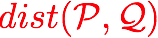 dist(𝒫, 𝒬)